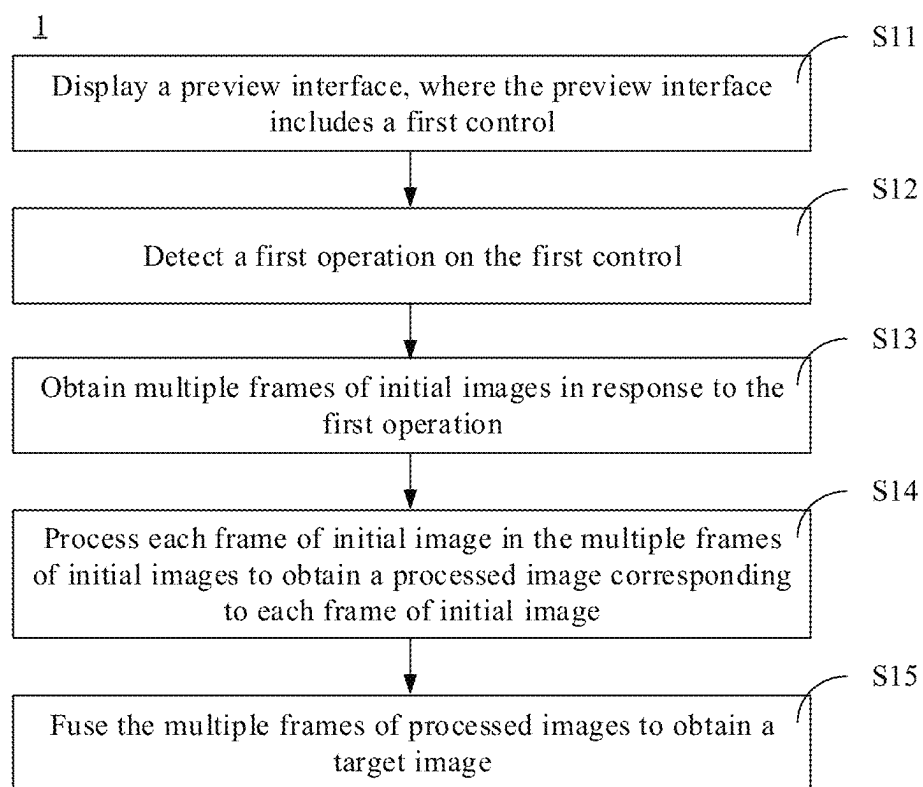 1
S11
Display a preview interface, where the preview interface
includes a first control
S12
Detect a first operation on the first control
S13
Obtain multiple frames of initial images in response to the
first operation
S14
Process each frame of initial image in the multiple frames
of initial images to obtain a processed image corresponding
to each frame of initial image
S15
Fuse the multiple frames of processed images to obtain a
target image